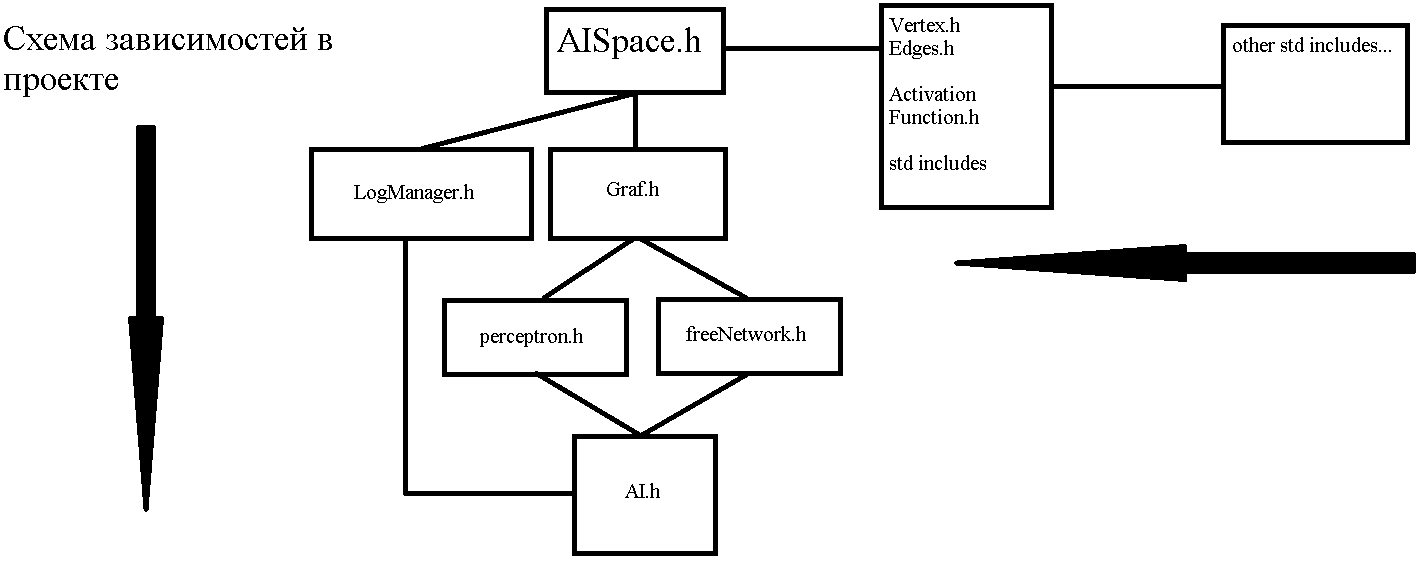 Схема зависимостей в
проекте
AISpace.h
Vertex.h
Edges.h
Activation
Function.h
std includes
other std includes...
LogManager.h
Graf.h
perceptron.h
freeNetwork.h
AI.h